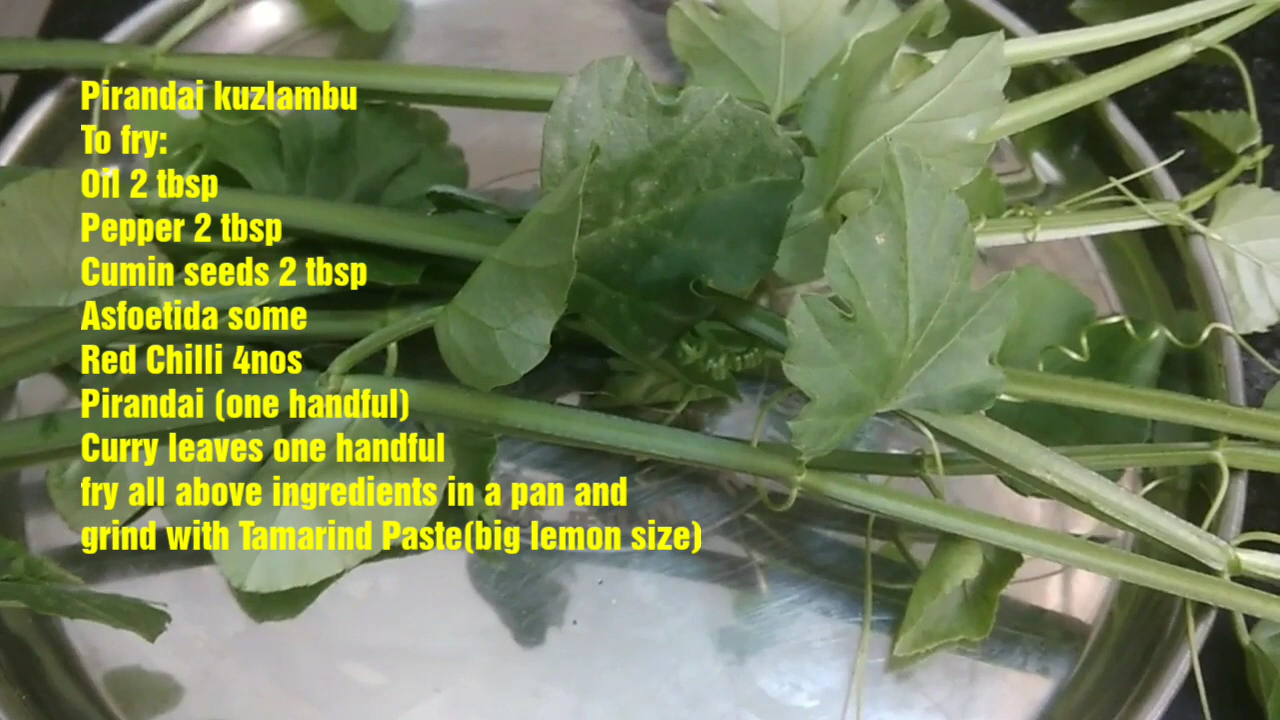 Pirandai kuzlambu
To fry:
Oil 2 tbsp
Pepper 2 tbsp
Cumin seeds 2 tbsp
Asfoetida some
Red Chilli 4nos
Pirandai (one handful)
Curry leaves one handful
fry all above ingredients in a pan and
grind with Tamarind Paste(big lemon size)